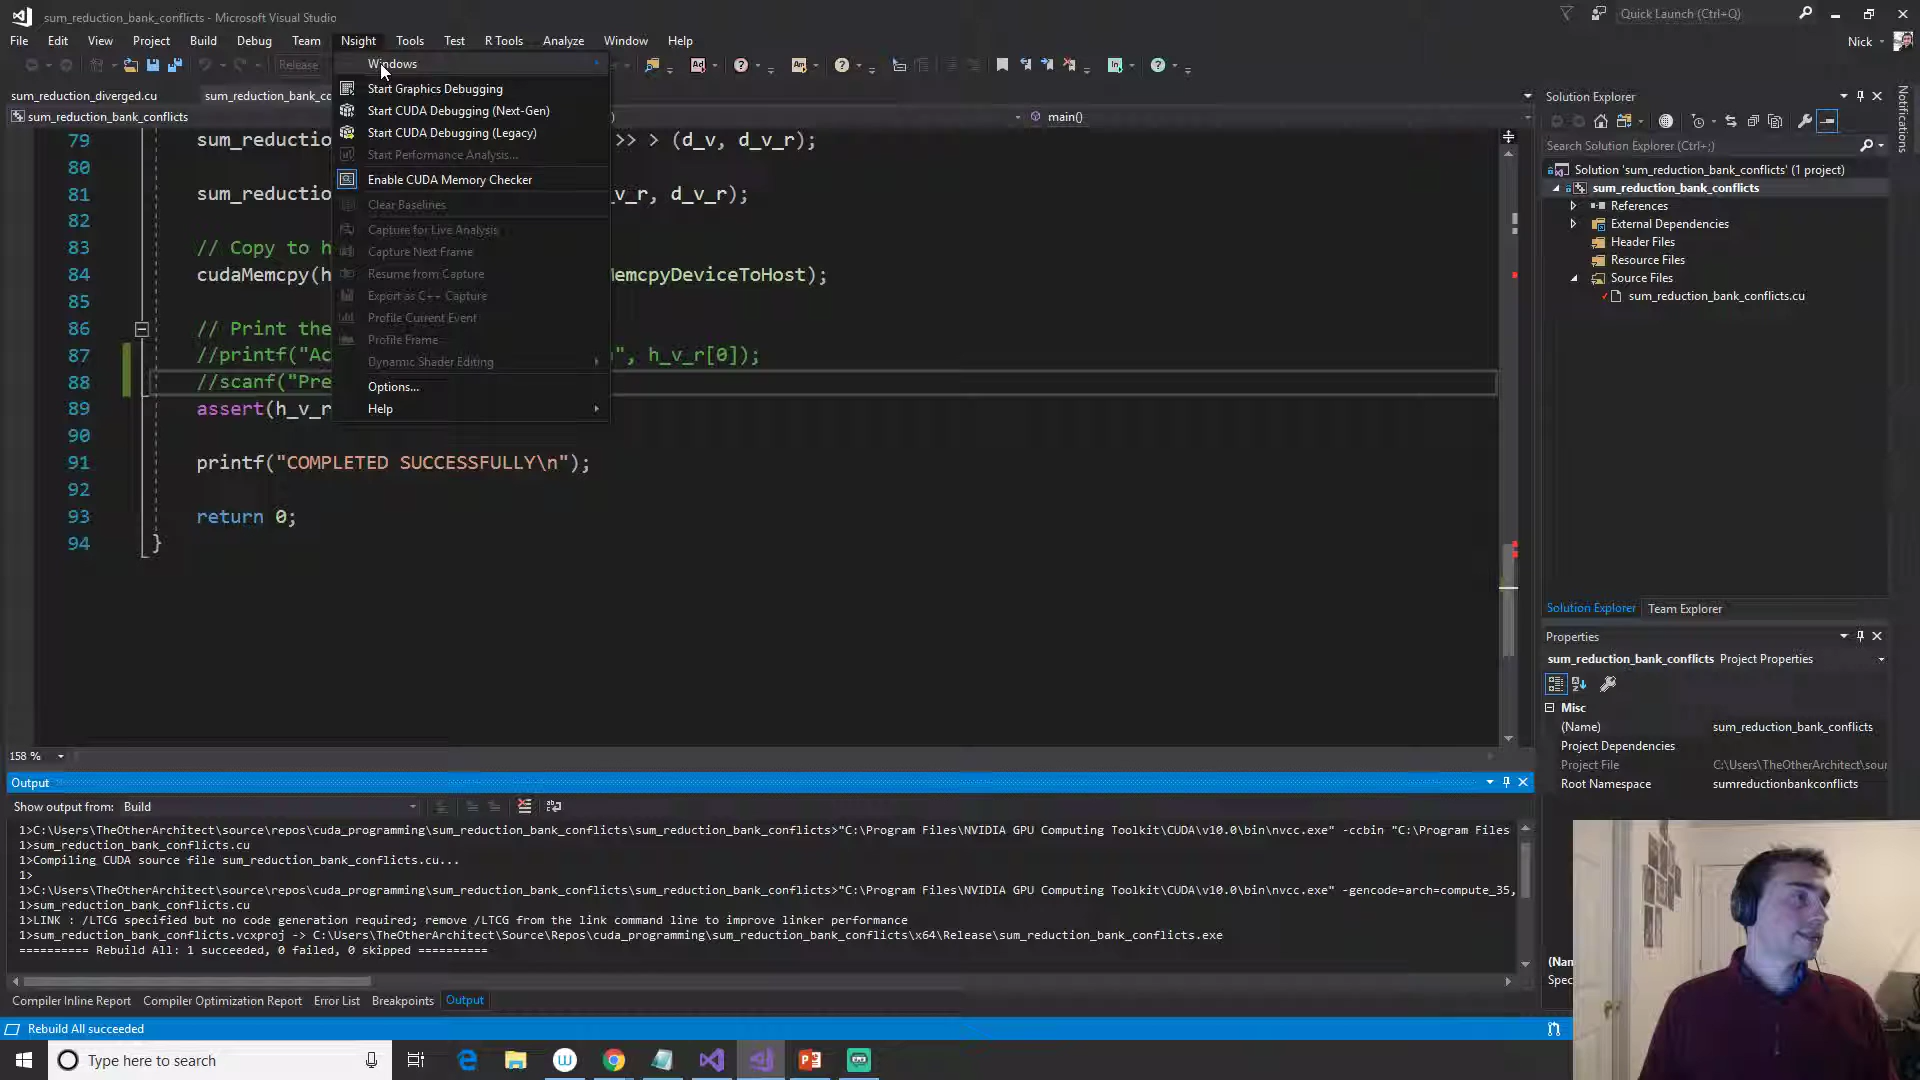 sum_reduction_bank_conflicts - Microsoft Visual Studio
Quick Launch (Ctrl+Q)
File Edit View Project Build Debug Team Nsight Tools Test R Tools Analyze Window Help
Nick
Release
sum_reduction_diverged.cu sum_reduction_bank_co
sum_reduction_bank_conflicts
main()
Windows
Start Graphics Debugging
Start CUDA Debugging (Next-Gen)
Start CUDA Debugging (Legacy)
Start Performance Analysis...
Enable CUDA Memory Checker
Clear Baselines
Capture for Live Analysis
Capture Next Frame
Resume from Capture
Export as C++ Capture
Profile Current Event
Profile Frame
Dynamic Shader Editing
Options...
Help
79 sum_reductio >> > (d_v, d_v_r);
80
81 sum_reductio v_r, d_v_r);
82
83 // Copy to h
84 cudaMemcpy(h emcpyDeviceToHost);
85
86 // Print the
87 //printf("Ac ", h_v_r[0]);
88 //scanf("Pre
89 assert(h_v_r
90
91 printf("COMPLETED SUCCESSFULLY\n");
92
93 return 0;
94 }
158 %
Solution Explorer
Search Solution Explorer (Ctrl+;)
Solution 'sum_reduction_bank_conflicts' (1 project)
sum_reduction_bank_conflicts
References
External Dependencies
Header Files
Resource Files
Source Files
sum_reduction_bank_conflicts.cu
Solution Explorer Team Explorer
Notifications
Properties
sum_reduction_bank_conflicts Project Properties
Misc
(Name) sum_reduction_bank_conflicts
Project Dependencies
Project File C:\Users\TheOtherArchitect\sour
Root Namespace sumreductionbankconflicts
(Nam
Speci
Output
Show output from: Build
1>C:\Users\TheOtherArchitect\source\repos\cuda_programming\sum_reduction_bank_conflicts\sum_reduction_bank_conflicts>"C:\Program Files\NVIDIA GPU Computing Toolkit\CUDA\v10.0\bin\nvcc.exe" -ccbin "C:\Program Files
1>sum_reduction_bank_conflicts.cu
1>Compiling CUDA source file sum_reduction_bank_conflicts.cu...
1>
1>C:\Users\TheOtherArchitect\source\repos\cuda_programming\sum_reduction_bank_conflicts\sum_reduction_bank_conflicts>"C:\Program Files\NVIDIA GPU Computing Toolkit\CUDA\v10.0\bin\nvcc.exe" -gencode=arch=compute_35,
1>sum_reduction_bank_conflicts.cu
1>LINK : /LTCG specified but no code generation required; remove /LTCG from the link command line to improve linker performance
1>sum_reduction_bank_conflicts.vcxproj -> C:\Users\TheOtherArchitect\Source\Repos\cuda_programming\sum_reduction_bank_conflicts\x64\Release\sum_reduction_bank_conflicts.exe
========== Rebuild All: 1 succeeded, 0 failed, 0 skipped ==========
Compiler Inline Report Compiler Optimization Report Error List Breakpoints Output
Rebuild All succeeded
Type here to search